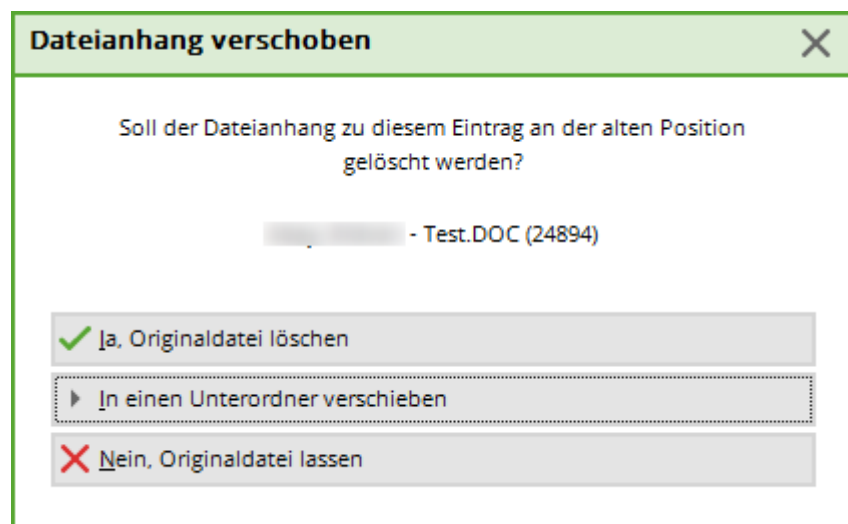 Dateianhang verschoben
Soll der Dateianhang zu diesem Eintrag an der alten Position
gelöscht werden?
- Test.DOC (24894)
Ja, Originaldatei löschen
In einen Unterordner verschieben
Nein, Originaldatei lassen